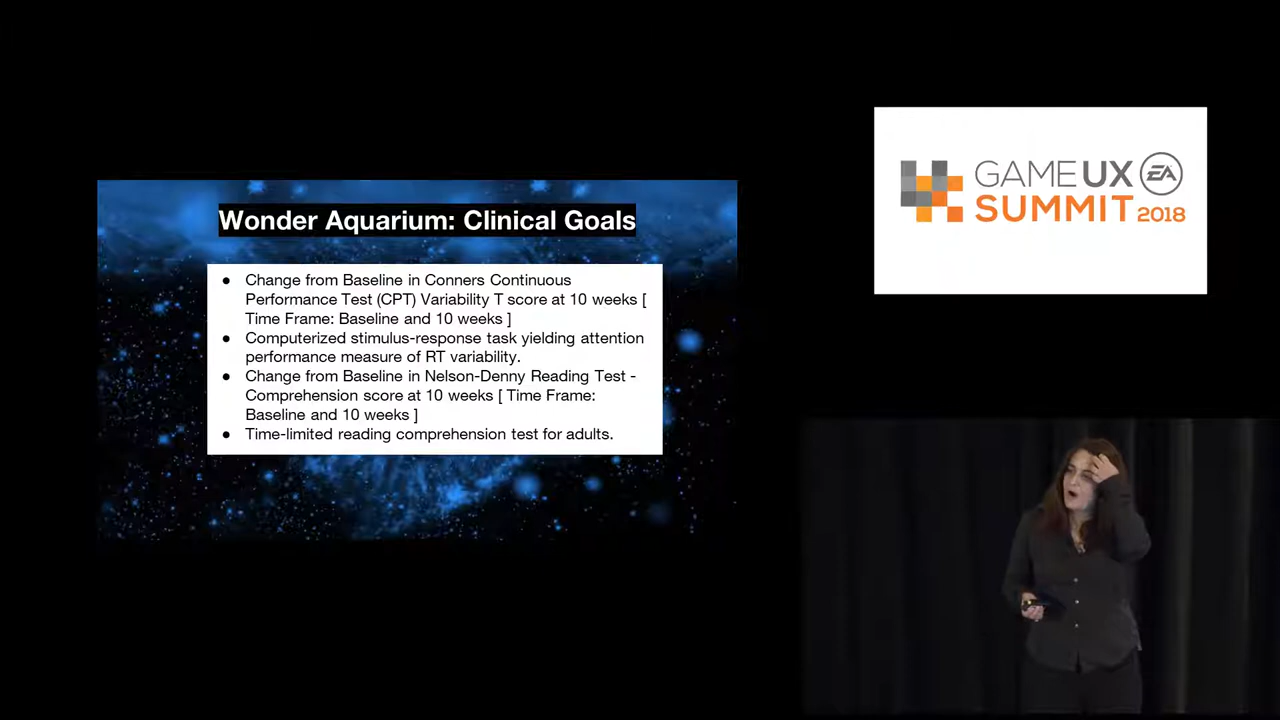 Wonder Aquarium: Clinical Goals
● Change from Baseline in Conners Continuous
Performance Test (CPT) Variability T score at 10 weeks [
Time Frame: Baseline and 10 weeks ]
● Computerized stimulus-response task yielding attention
performance measure of RT variability.
● Change from Baseline in Nelson-Denny Reading Test -
Comprehension score at 10 weeks [ Time Frame:
Baseline and 10 weeks ]
● Time-limited reading comprehension test for adults.
GAMEUX EA
SUMMIT 2018